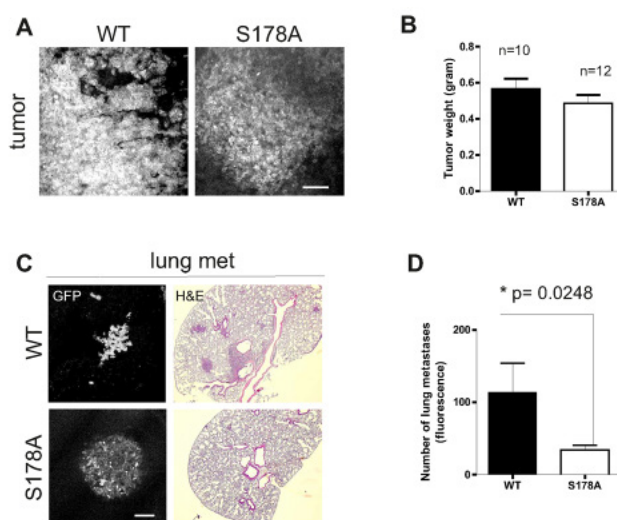 A
WT
S178A
tumor
B
n=10
n=12
Tumor weight (gram)
0.8
0.6
0.4
0.2
0.0
WT
S178A
C
lung met
GFP
H&E
WT
S178A
D
* p= 0.0248
Number of lung metastases
(fluorescence)
200
100
0
WT
S178A